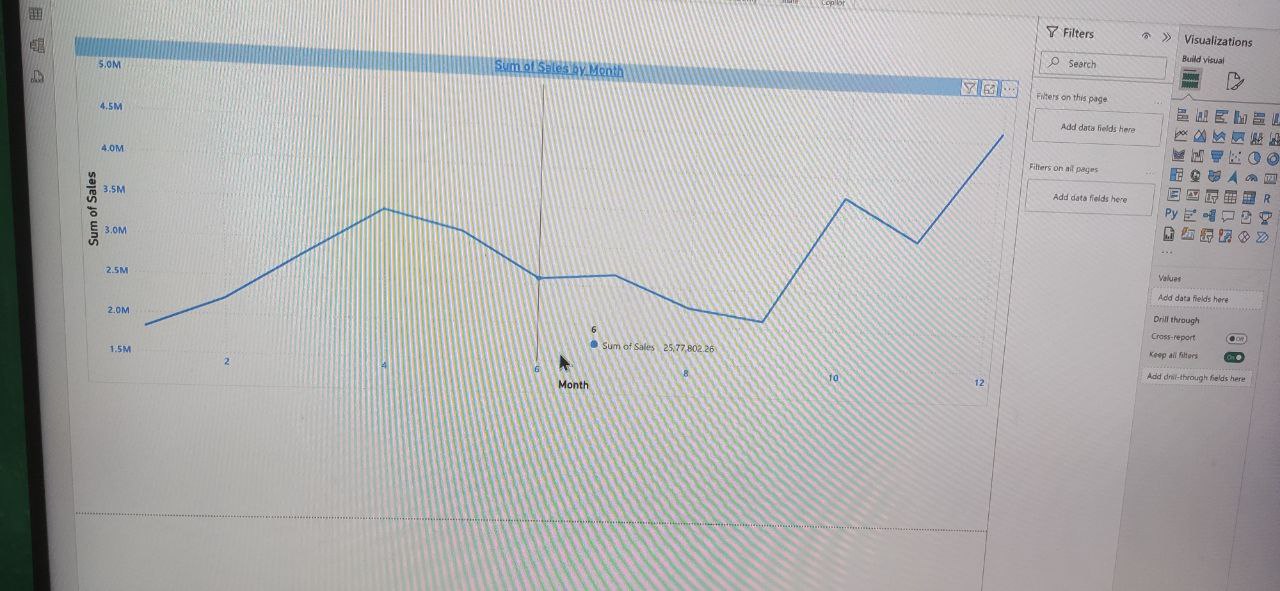 Copilot
Sum of Sales by Month
5.0M
4.5M
4.0M
3.5M
3.0M
2.5M
2.0M
1.5M
Sum of Sales
2
4
6
8
10
12
Month
6
Sum of Sales 25,77,802.26
Filters
Search
Filters on this page
...
Add data fields here
Filters on all pages
...
Add data fields here
Visualizations
Build visual
R
Py
...
Values
Add data fields here
Drill through
Cross-report
Off
Keep all filters
On
Add drill-through fields here